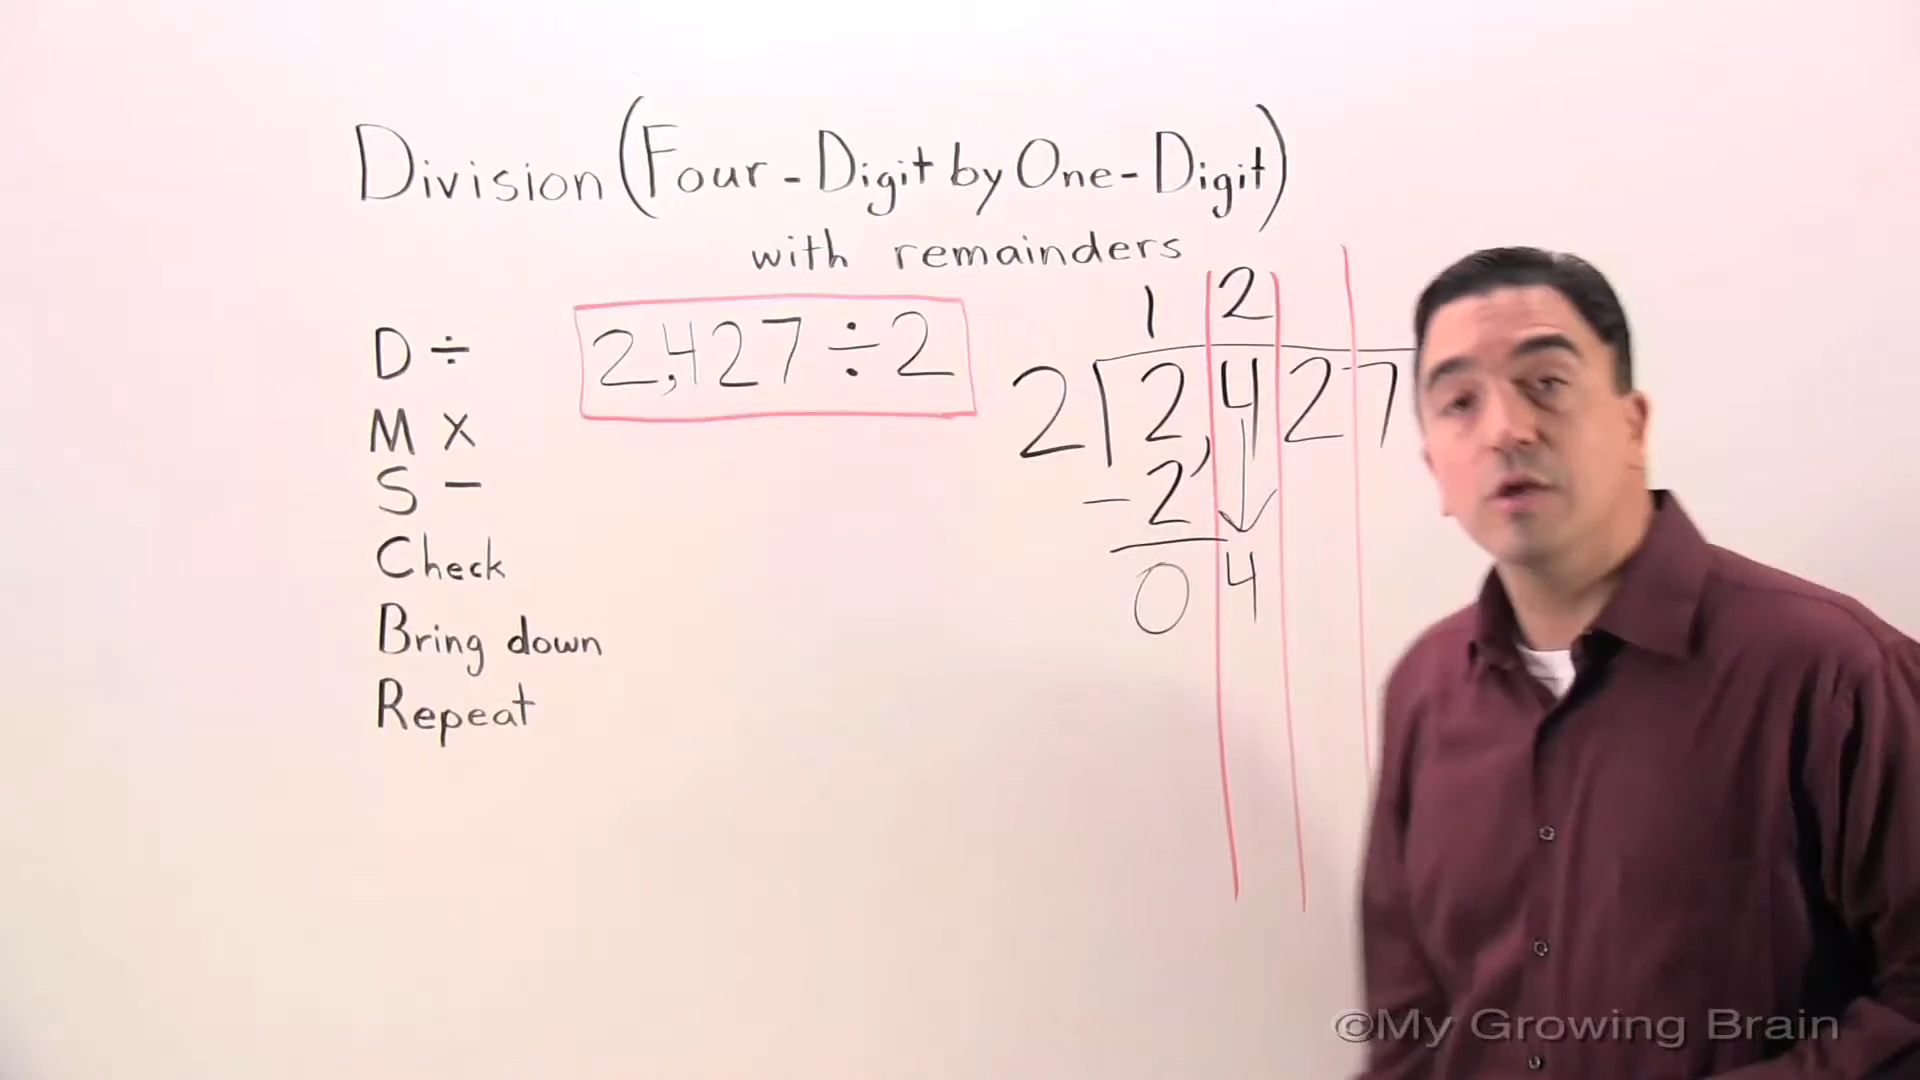 Division (Four-Digit by One-Digit)
with remainders
D ÷
M ×
S −
Check
Bring down
Repeat
2,427 ÷ 2
1 2
2 2,427
− 2
0 4
©My Growing Brain